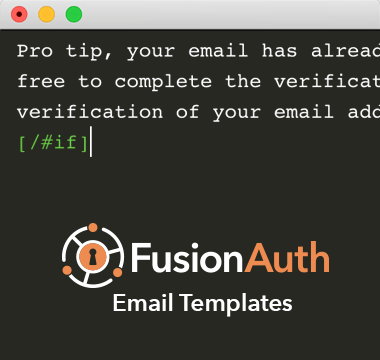 Pro tip, your email has alread
free to complete the verificat
verification of your email add
[/#if]
FusionAuth
Email Templates